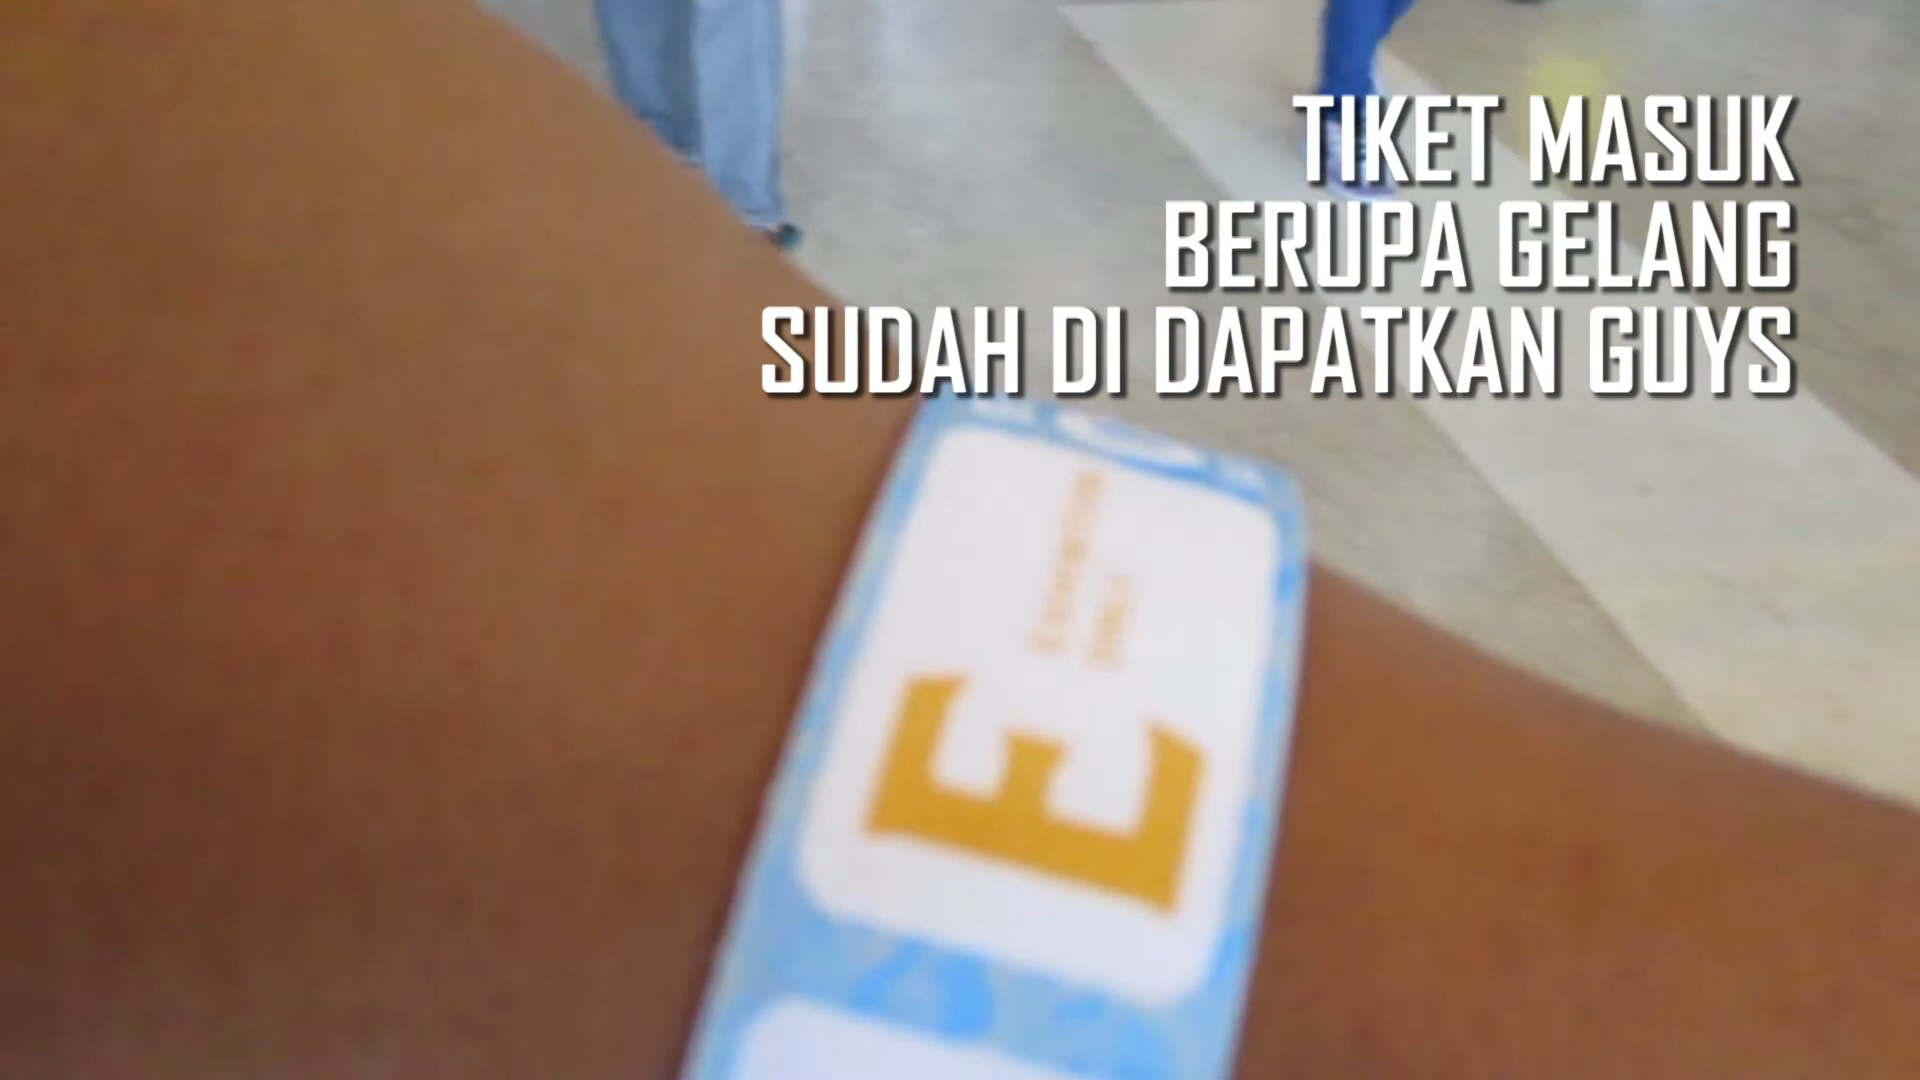 TIKET MASUK
BERUPA GELANG
SUDAH DI DAPATKAN GUYS
E